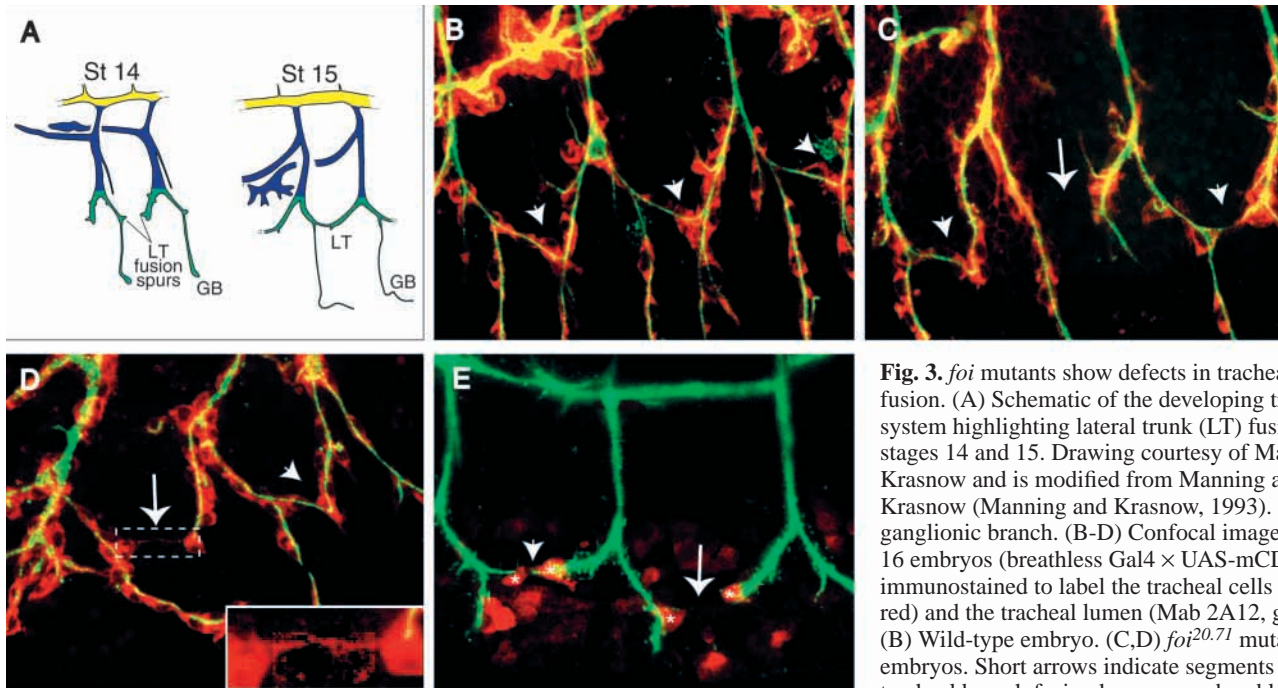 A
St 14
St 15
LT
fusion
spurs
GB
LT
GB
B
C
D
E
Fig. 3. foi mutants show defects in trachea
fusion. (A) Schematic of the developing t
system highlighting lateral trunk (LT) fusi
stages 14 and 15. Drawing courtesy of Ma
Krasnow and is modified from Manning a
Krasnow (Manning and Krasnow, 1993).
ganglionic branch. (B-D) Confocal image
16 embryos (breathless Gal4 × UAS-mCD
immunostained to label the tracheal cells
red) and the tracheal lumen (Mab 2A12, g
(B) Wild-type embryo. (C,D) foi20.71 muta
embryos. Short arrows indicate segments